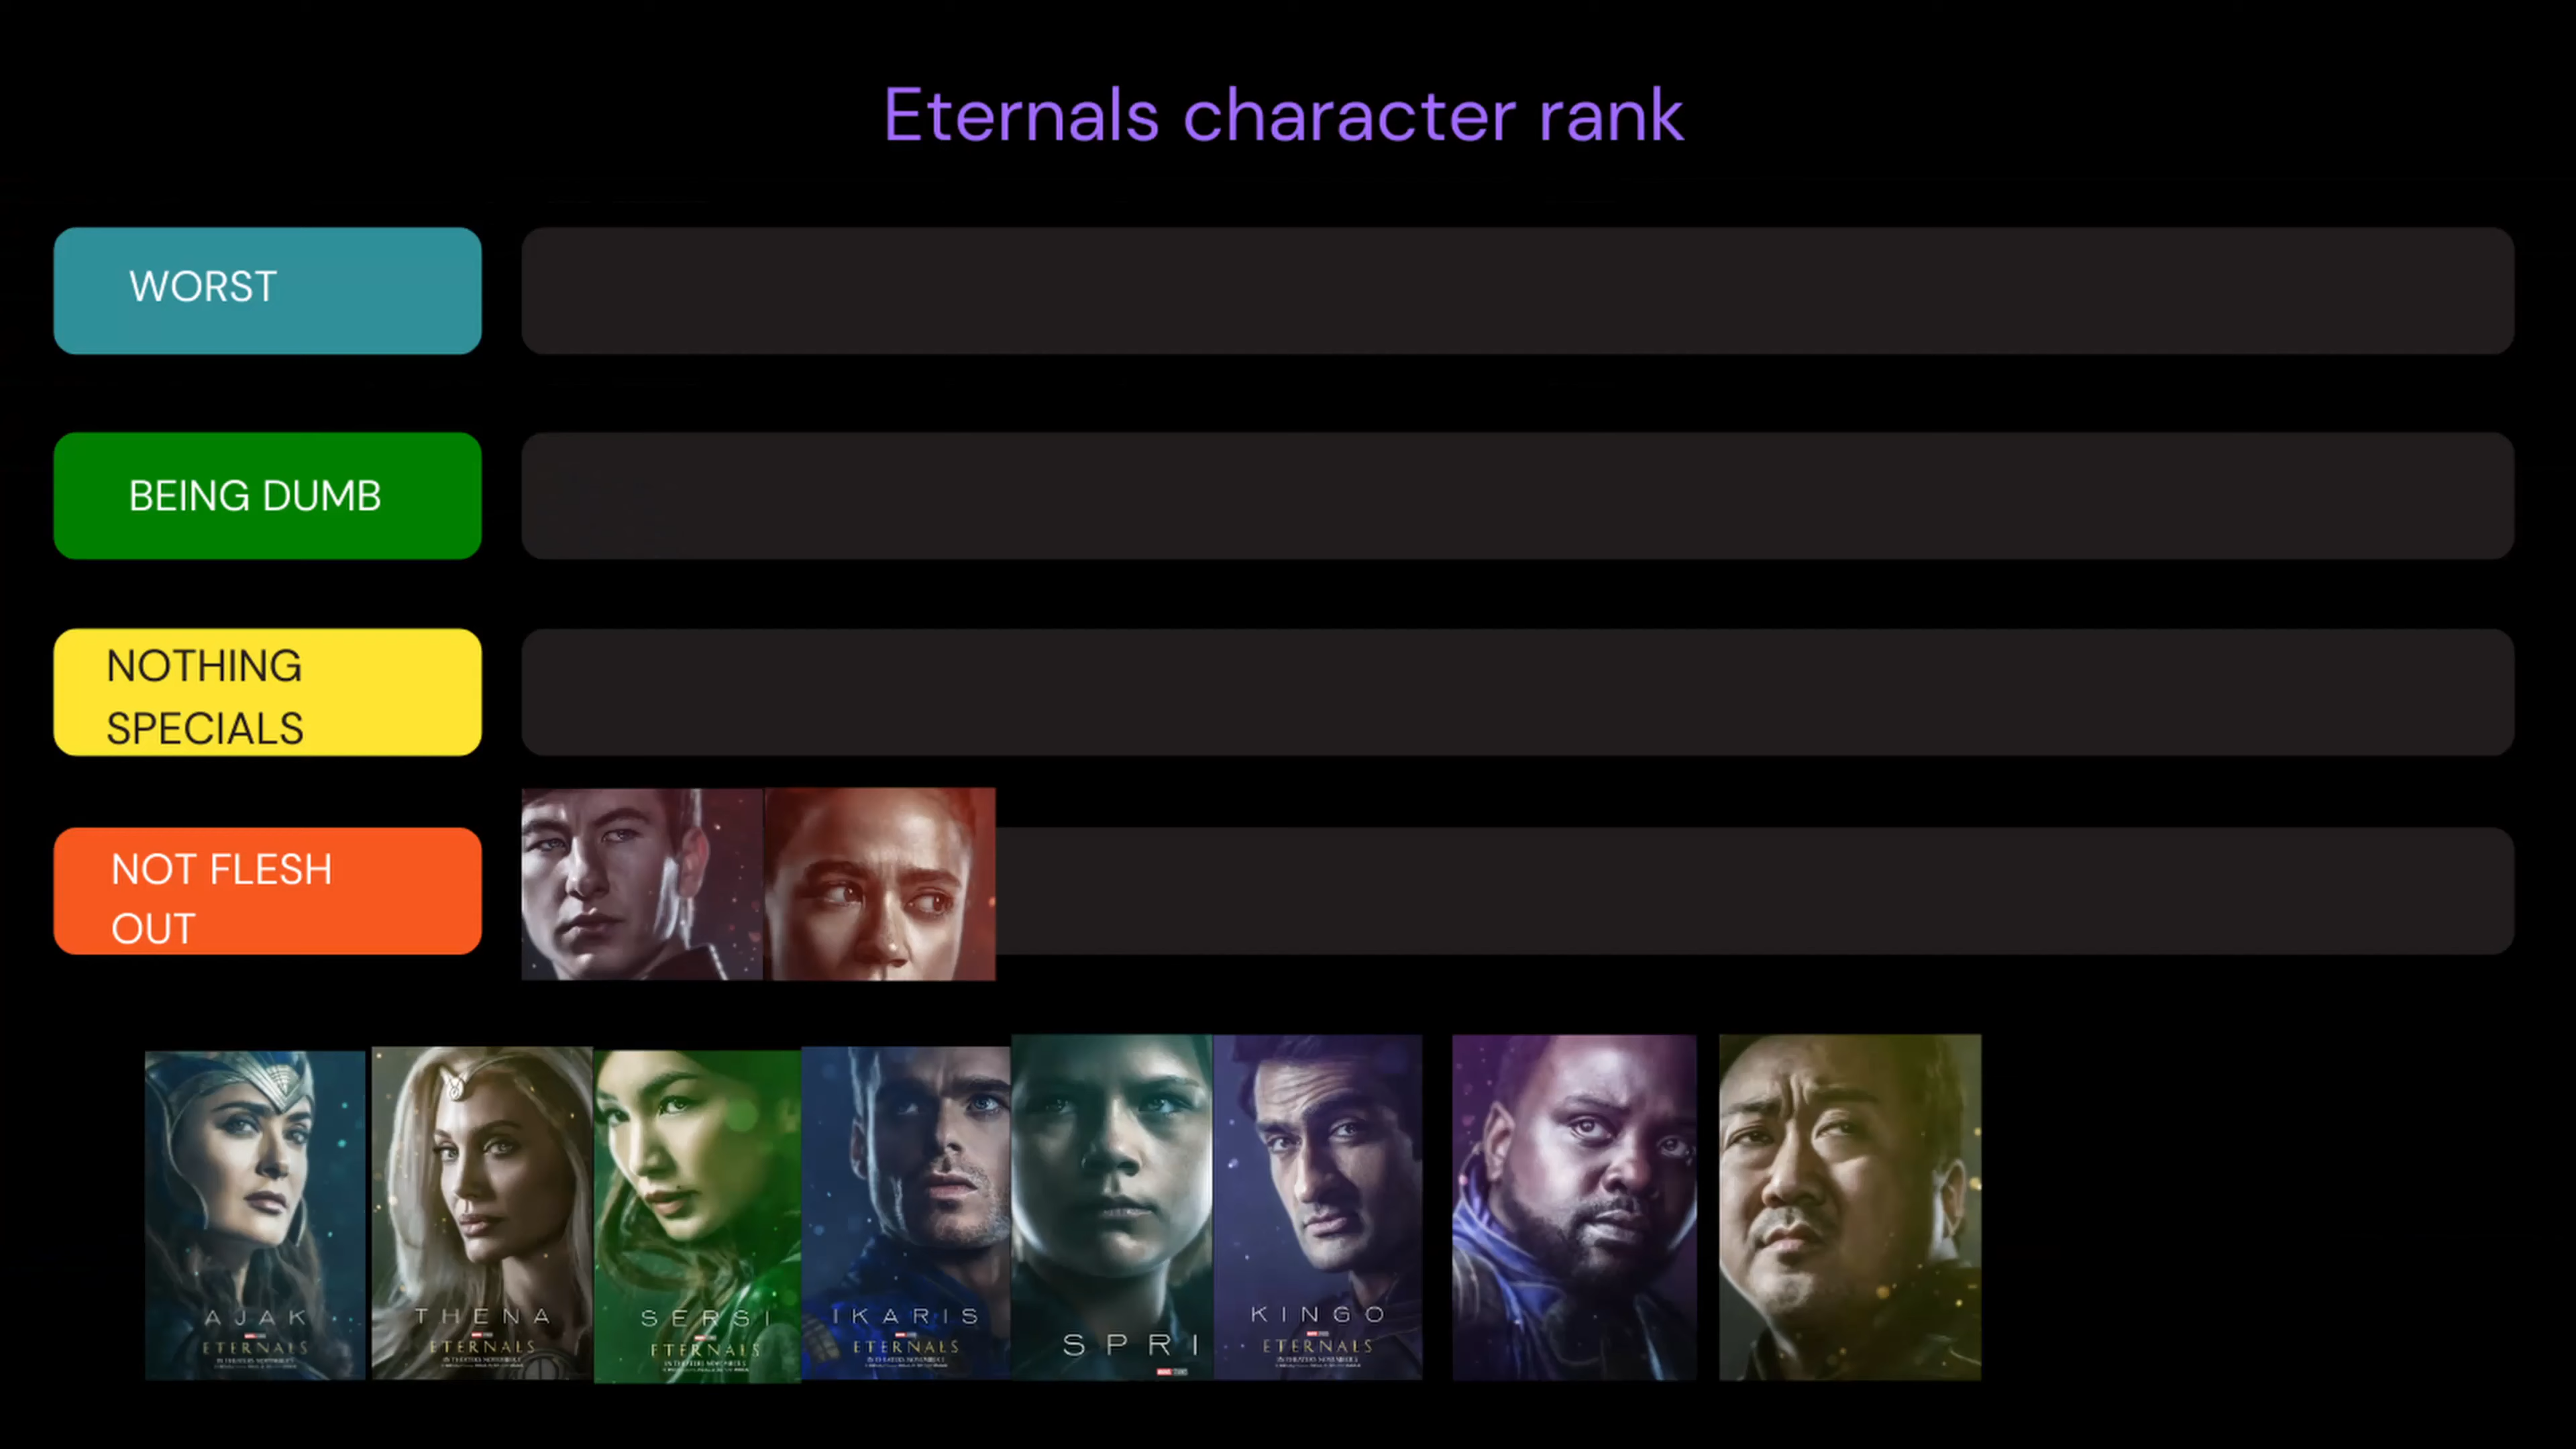 Eternals character rank
WORST
BEING DUMB
NOTHING
SPECIALS
NOT FLESH
OUT
AJAK
ETERNALS
THENA
ETERNALS
SERSI
ETERNALS
IKARIS
ETERNALS
SPRI
KINGO
ETERNALS